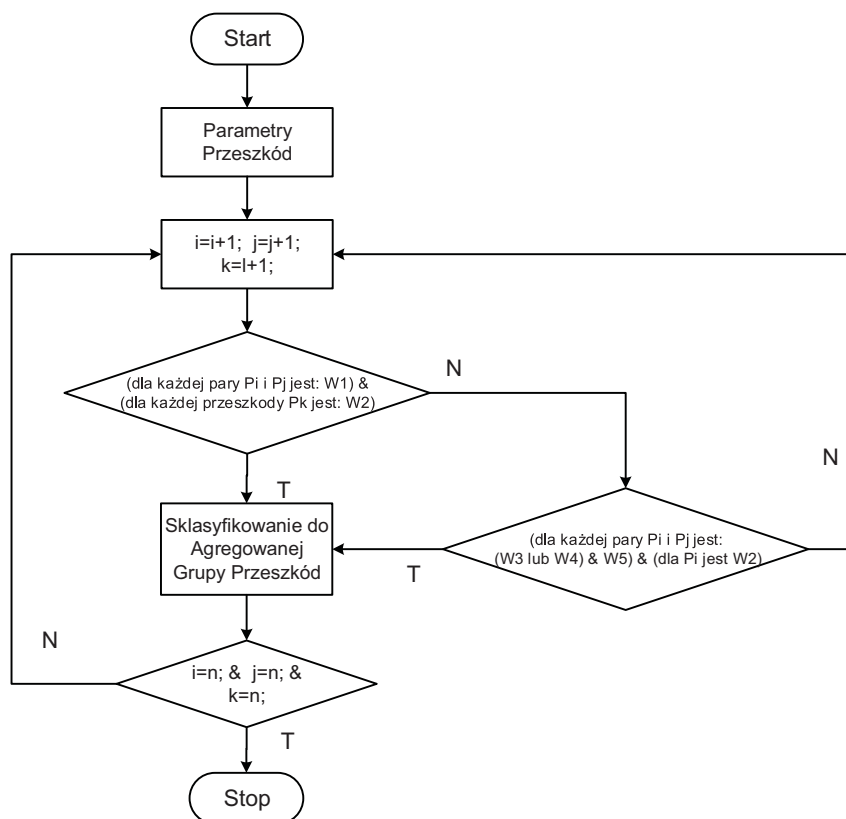 Start
Parametry
Przeszkód
i=i+1; j=j+1;
k=l+1;
(dla każdej pary Pi i Pj jest: W1) &
(dla każdej przeszkody Pk jest: W2)
N
T
(dla każdej pary Pi i Pj jest:
(W3 lub W4) & W5) & (dla Pi jest W2)
N
T
Sklasyfikowanie do
Agregowanej
Grupy Przeszkód
i=n; & j=n; &
k=n;
N
T
Stop